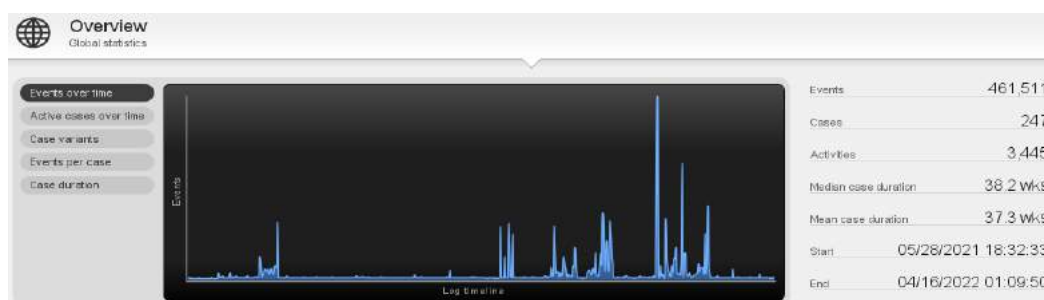 Overview
Global statistics
Events over time
Active cases over time
Case variants
Events per case
Case duration
Events
Log timeline
Events 461,511
Cases 247
Activities 3,445
Median case duration 38.2 wks
Mean case duration 37.3 wks
Start 05/28/2021 18:32:33
End 04/16/2022 01:09:50